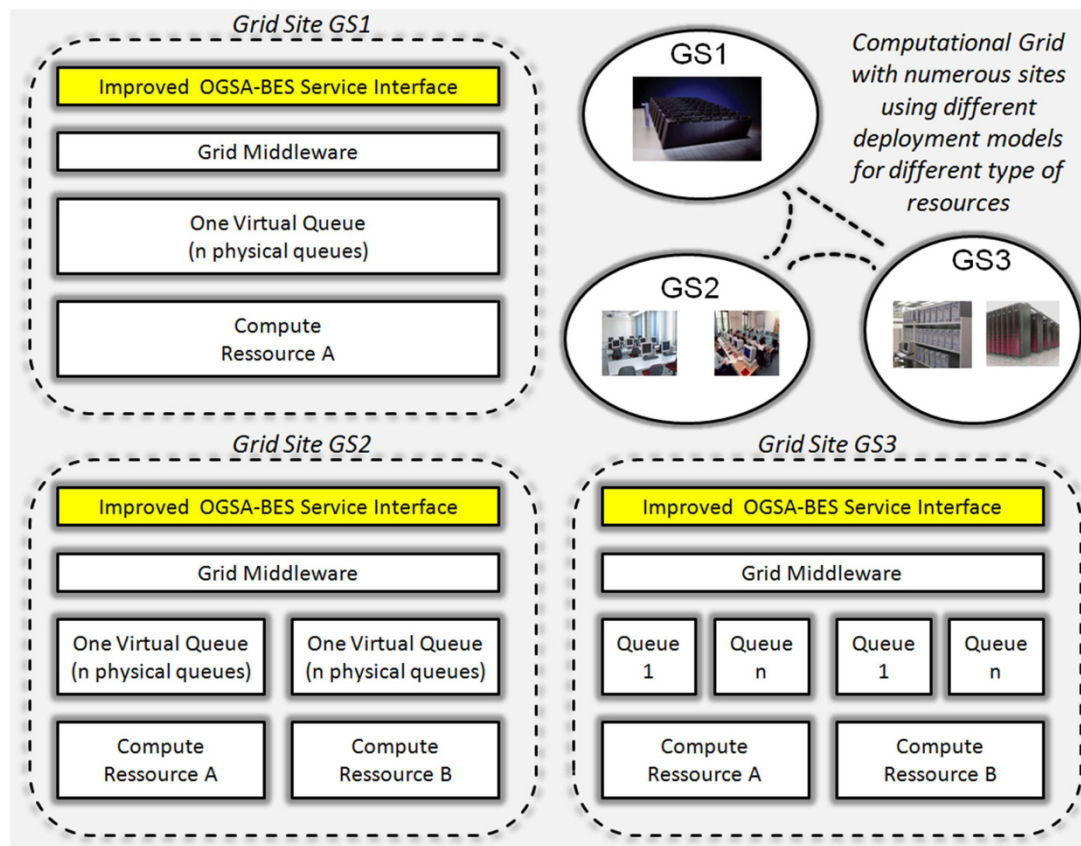 Grid Site GS1
Improved OGSA-BES Service Interface
Grid Middleware
One Virtual Queue
(n physical queues)
Compute
Ressource A
GS1
GS2
GS3
Computational Grid
with numerous sites
using different
deployment models
for different type of
resources
Grid Site GS2
Improved OGSA-BES Service Interface
Grid Middleware
One Virtual Queue
(n physical queues)
One Virtual Queue
(n physical queues)
Compute
Ressource A
Compute
Ressource B
Grid Site GS3
Improved OGSA-BES Service Interface
Grid Middleware
Queue
1
Queue
n
Queue
1
Queue
n
Compute
Ressource A
Compute
Ressource B